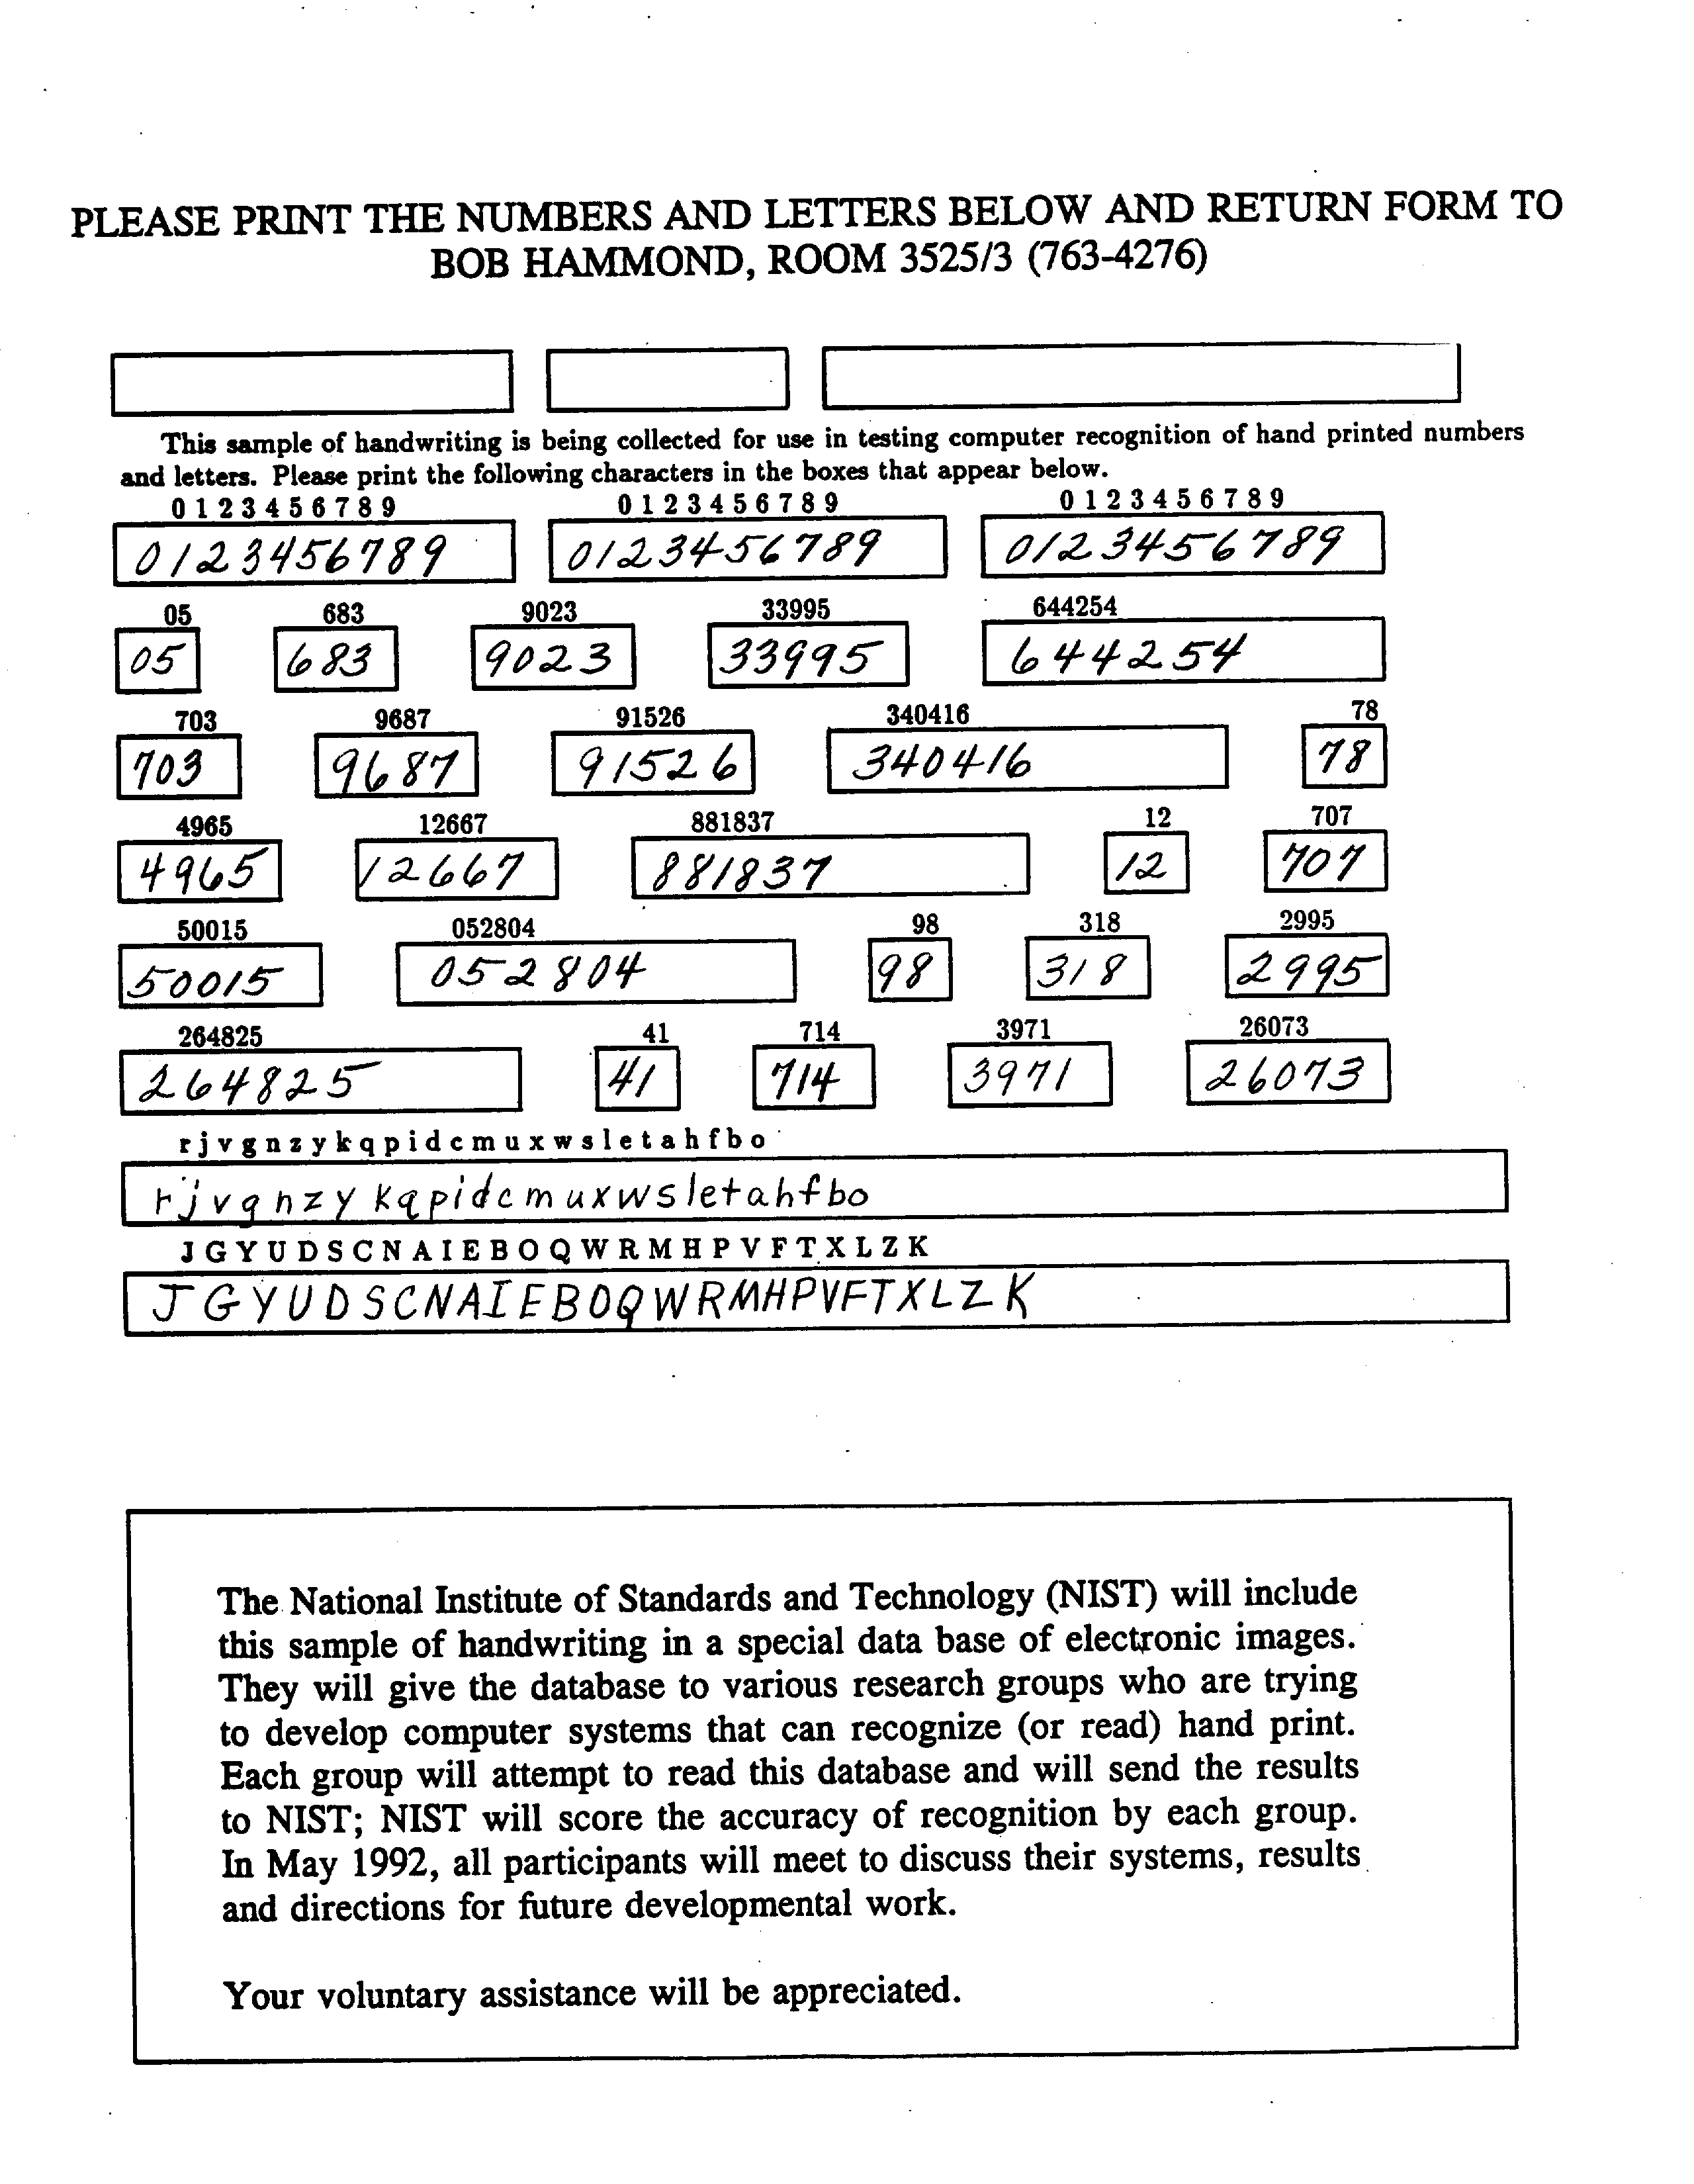 PLEASE PRINT THE NUMBERS AND LETTERS BELOW AND RETURN FORM TO
BOB HAMMOND, ROOM 3525/3 (763-4276)
This sample of handwriting is being collected for use in testing computer recognition of hand printed numbers
and letters. Please print the following characters in the boxes that appear below.
0 1 2 3 4 5 6 7 8 9 0 1 2 3 4 5 6 7 8 9 0 1 2 3 4 5 6 7 8 9
0123456789 0123456789 0123456789
05 683 9023 33995 644254
05 683 9023 33995 644254
703 9687 91526 340416 78
703 9687 91526 340416 78
4965 12667 881837 12 707
4965 12667 881837 12 707
50015 052804 98 318 2995
50015 052804 98 318 2995
264825 41 714 3971 26073
264825 41 714 3971 26073
r j v g n z y k q p i d c m u x w s l e t a h f b o
rjvgnzykqpidcmuxwsletahfbo
J G Y U D S C N A I E B O Q W R M H P V F T X L Z K
JGYUDSCNAIEBOQWRMHPVFTXLZK
The National Institute of Standards and Technology (NIST) will include
this sample of handwriting in a special data base of electronic images.
They will give the database to various research groups who are trying
to develop computer systems that can recognize (or read) hand print.
Each group will attempt to read this database and will send the results
to NIST; NIST will score the accuracy of recognition by each group.
In May 1992, all participants will meet to discuss their systems, results
and directions for future developmental work.
Your voluntary assistance will be appreciated.